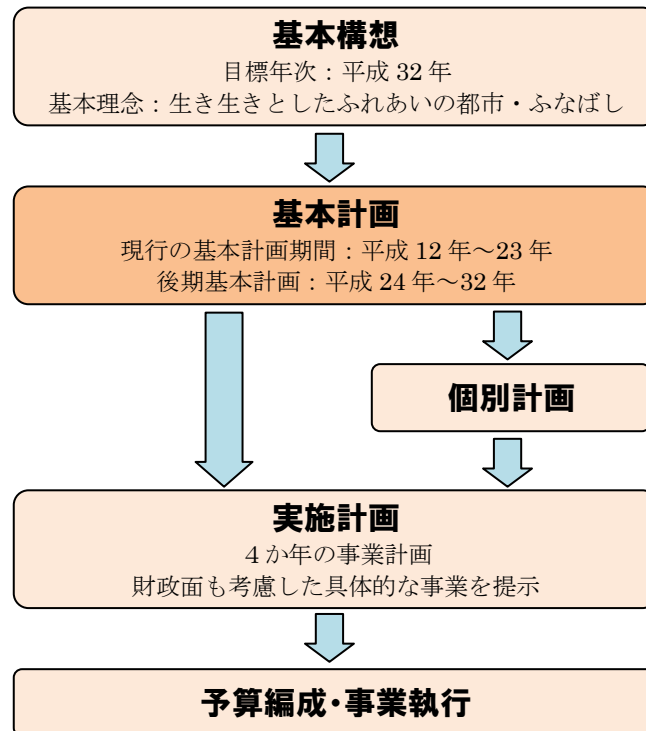 基本構想
目標年次：平成 32 年
基本理念：生き生きとしたふれあいの都市・ふなばし
基本計画
現行の基本計画期間：平成 12 年～23 年
後期基本計画：平成 24 年～32 年
個別計画
実施計画
４か年の事業計画
財政面も考慮した具体的な事業を提示
予算編成・事業執行